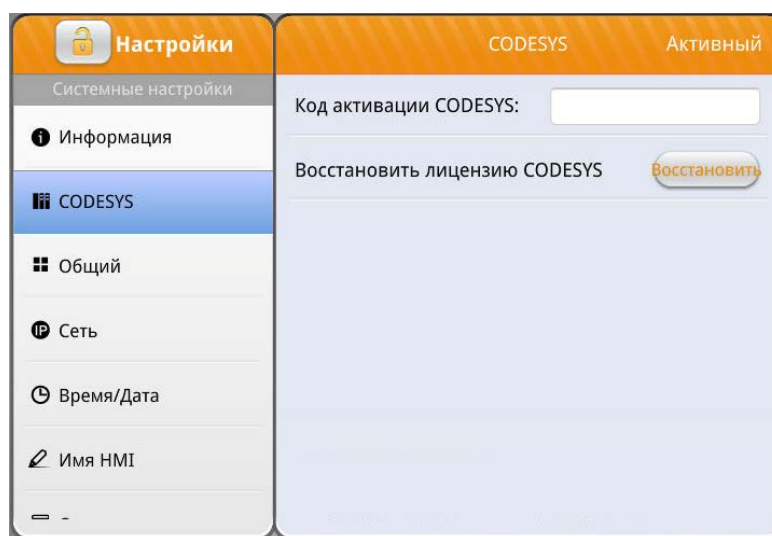 Настройки
Системные настройки
Информация
CODESYS
Общий
IP Сеть
Время/Дата
Имя HMI
CODESYS Активный
Код активации CODESYS:
Восстановить лицензию CODESYS Восстановить